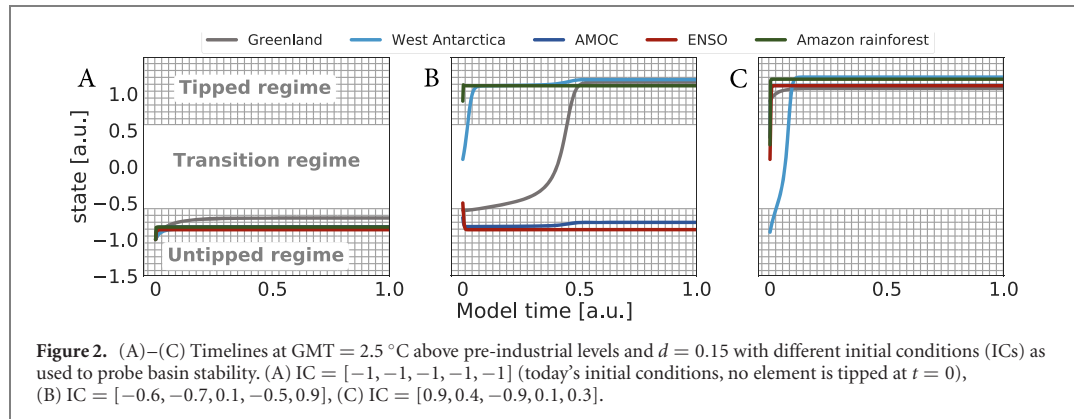 Greenland West Antarctica AMOC ENSO Amazon rainforest
A B C
Tipped regime
Transition regime
Untipped regime
state [a.u.]
1.0
0.5
0.0
−0.5
−1.0
−1.5
0 0.5 1.0 0 0.5 1.0 0 0.5 1.0
Model time [a.u.]
Figure 2. (A)–(C) Timelines at GMT = 2.5 °C above pre-industrial levels and d = 0.15 with different initial conditions (ICs) as
used to probe basin stability. (A) IC = [−1, −1, −1, −1, −1] (today's initial conditions, no element is tipped at t = 0),
(B) IC = [−0.6, −0.7, 0.1, −0.5, 0.9], (C) IC = [0.9, 0.4, −0.9, 0.1, 0.3].